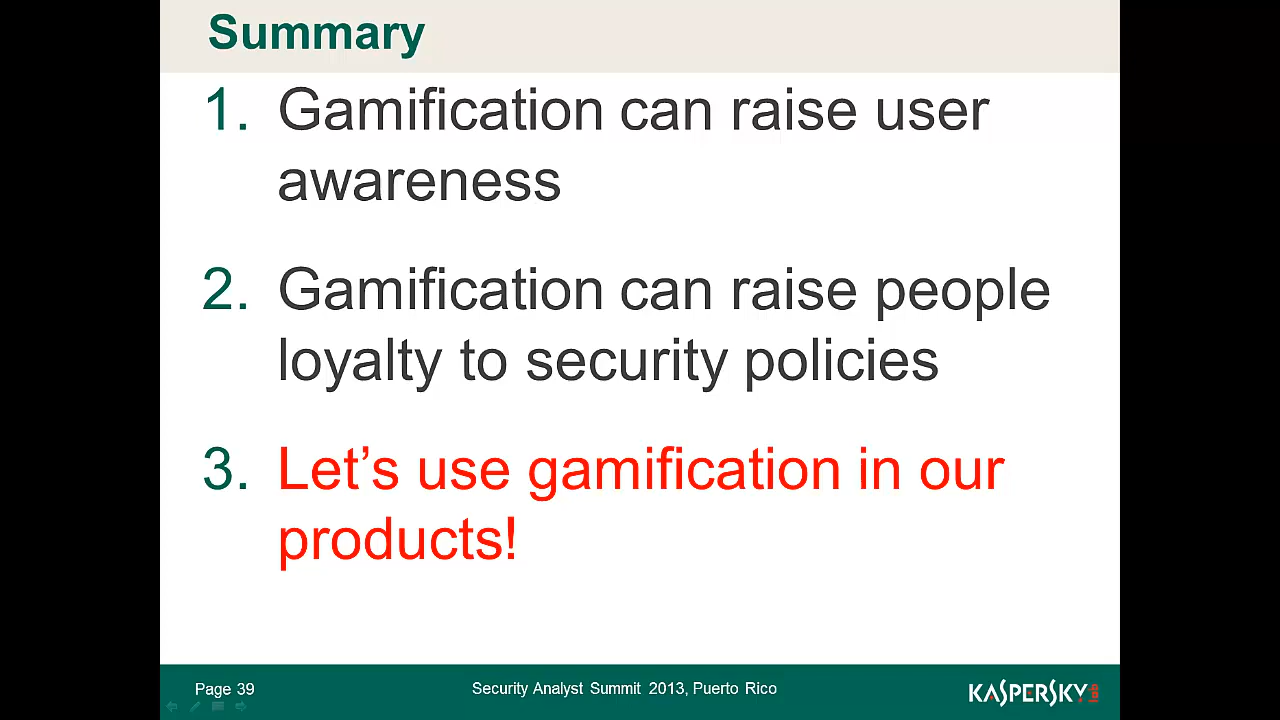 Summary
1. Gamification can raise user
awareness
2. Gamification can raise people
loyalty to security policies
3. Let’s use gamification in our
products!
Page 39
Security Analyst Summit 2013, Puerto Rico
KASPERSKY lab